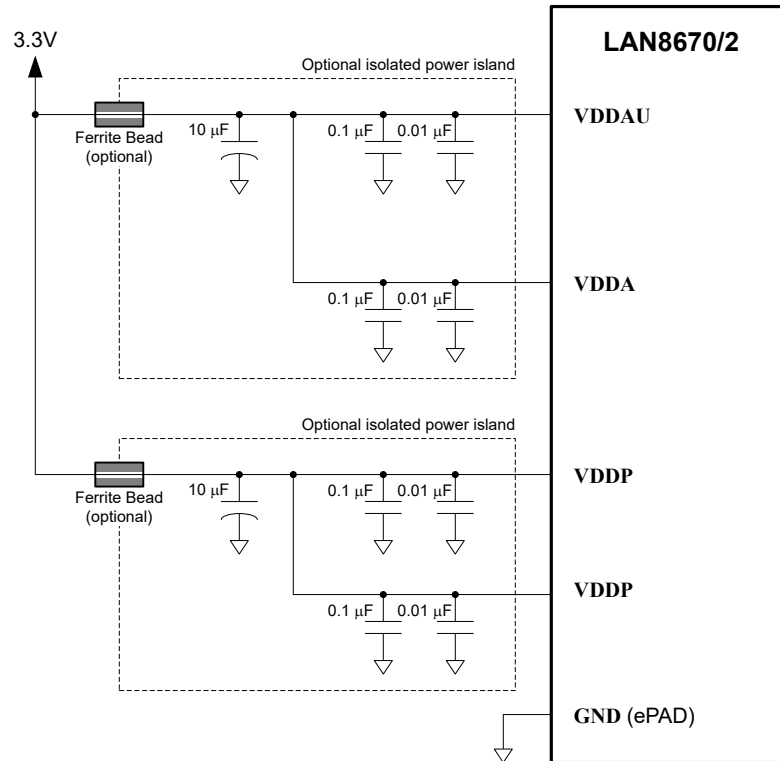 3.3V
LAN8670/2
Optional isolated power island
Ferrite Bead
(optional)
10 μF
0.1 μF
0.01 μF
VDDAU
0.1 μF
0.01 μF
VDDA
Optional isolated power island
Ferrite Bead
(optional)
10 μF
0.1 μF
0.01 μF
VDDP
0.1 μF
0.01 μF
VDDP
GND (ePAD)